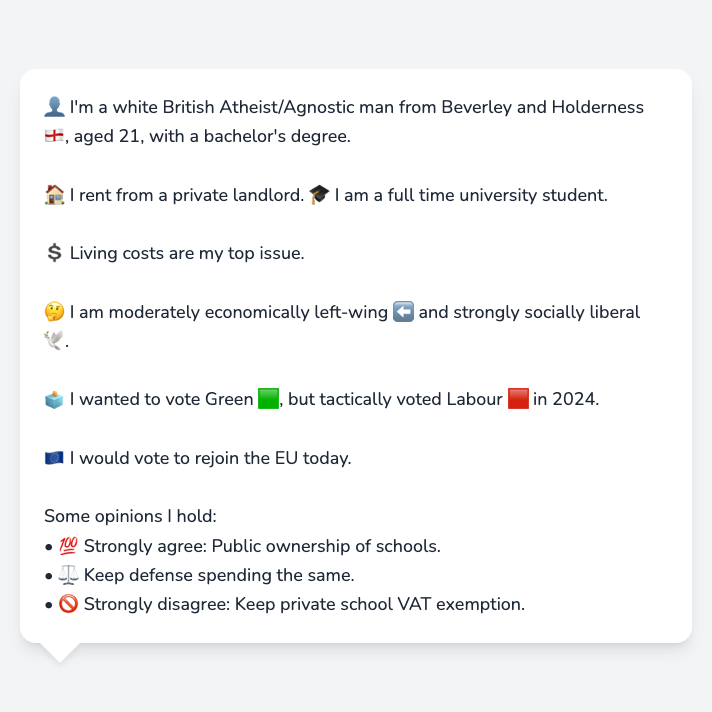 👤 I'm a white British Atheist/Agnostic man from Beverley and Holderness
🏴󠁧󠁢󠁥󠁮󠁧󠁿, aged 21, with a bachelor's degree.
🏠 I rent from a private landlord. 🎓 I am a full time university student.
💲 Living costs are my top issue.
🤔 I am moderately economically left-wing ⬅️ and strongly socially liberal
🕊️.
🗳️ I wanted to vote Green 🟩, but tactically voted Labour 🟥 in 2024.
🇪🇺 I would vote to rejoin the EU today.
Some opinions I hold:
• 💯 Strongly agree: Public ownership of schools.
• ⚖️ Keep defense spending the same.
• 🚫 Strongly disagree: Keep private school VAT exemption.